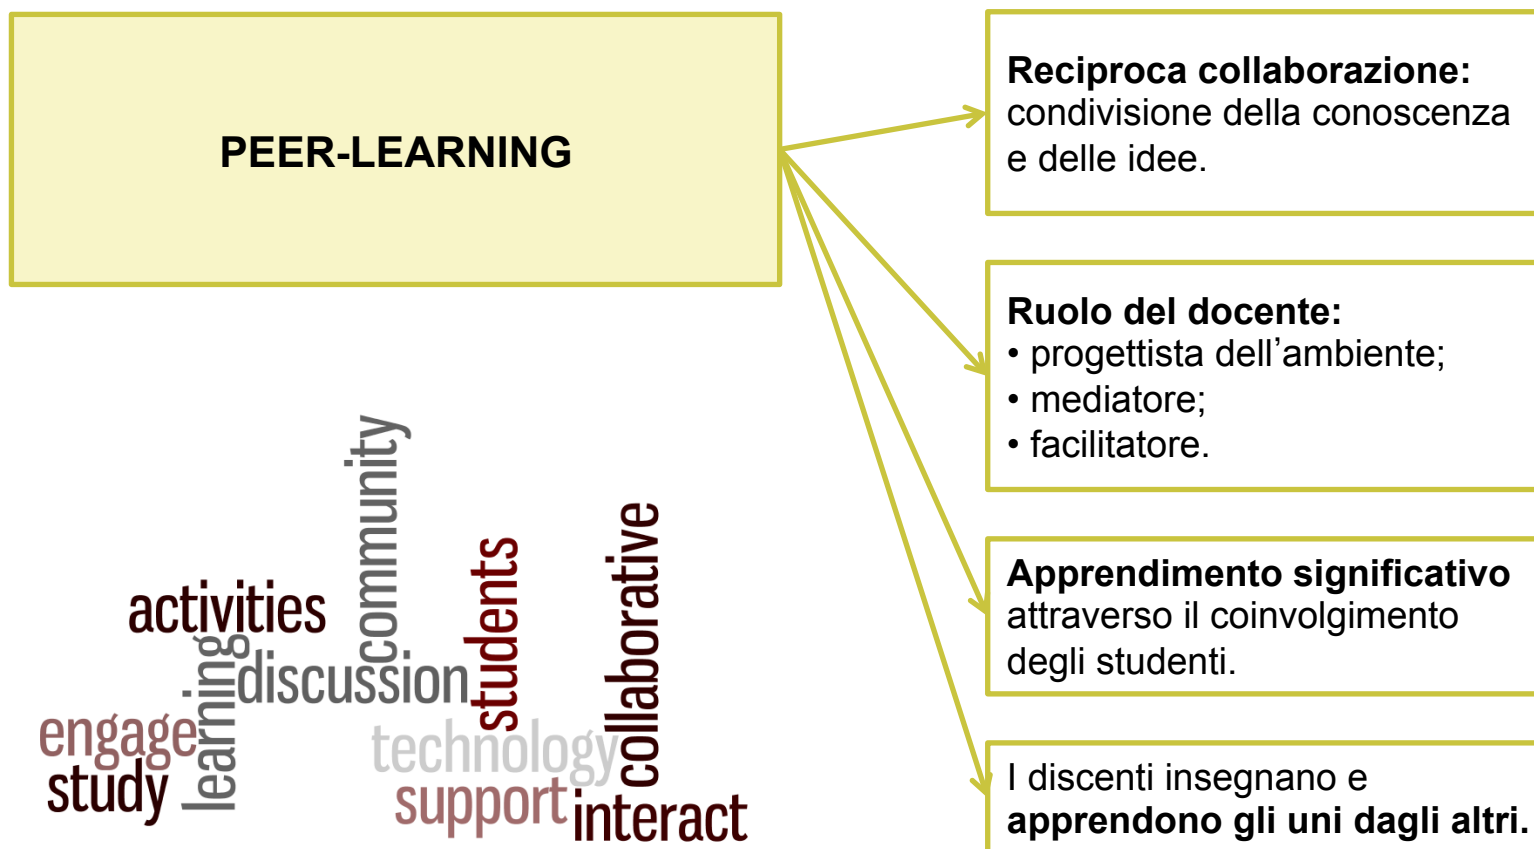 PEER-LEARNING
Reciproca collaborazione:
condivisione della conoscenza
e delle idee.
Ruolo del docente:
• progettista dell’ambiente;
• mediatore;
• facilitatore.
Apprendimento significativo
attraverso il coinvolgimento
degli studenti.
I discenti insegnano e
apprendono gli uni dagli altri.
community
activities
students
collaborative
learning
discussion
engage
technology
study
support
interact